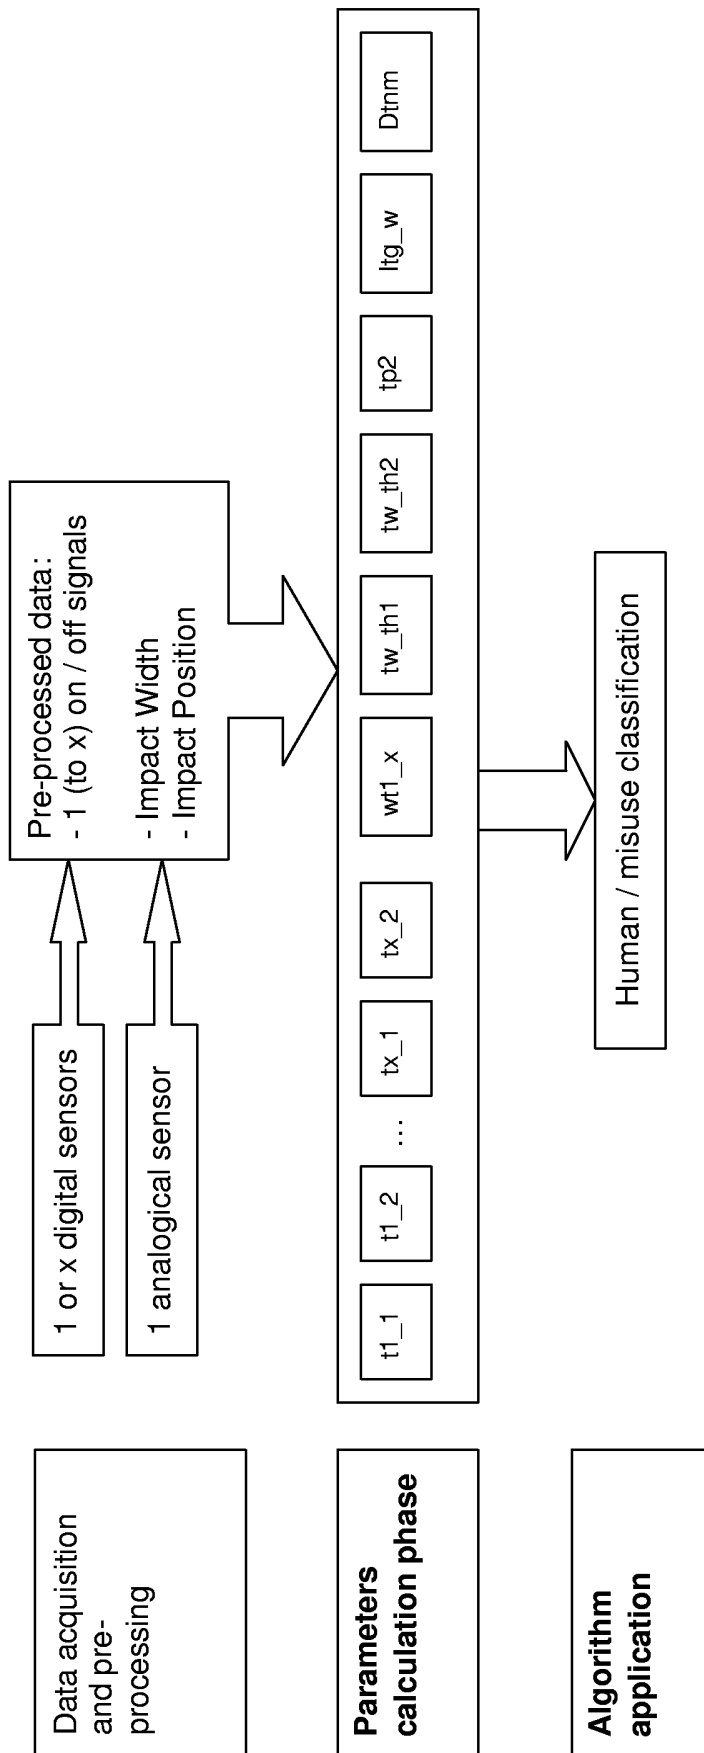 Data acquisition
and pre-
processing
1 or x digital sensors
1 analogical sensor
Pre-processed data:
- 1 (to x) on / off signals
- Impact Width
- Impact Position
Parameters
calculation phase
t1_1
t1_2
...
tx_1
tx_2
wt1_x
tw_th1
tw_th2
tp2
Itg_w
Dtnm
Algorithm
application
Human / misuse classification